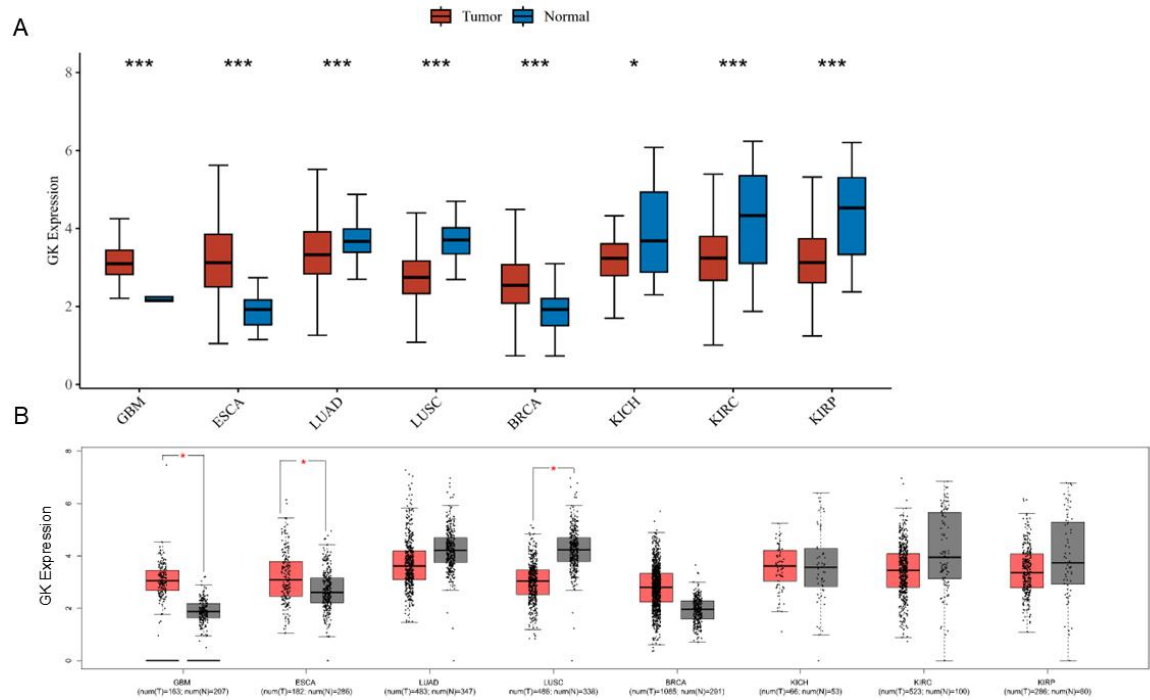 Tumor Normal
A
*** *** *** *** *** * *** ***
8
6
4
2
0
GK Expression
GBM ESCA LUAD LUSC BRCA KICH KIRC KIRP
B
* * *
8
6
4
2
0
GK Expression
GBM ESCA LUAD LUSC BRCA KICH KIRC KIRP
(num(T)=163; num(N)=207) (num(T)=182; num(N)=286) (num(T)=483; num(N)=347) (num(T)=486; num(N)=338) (num(T)=1085; num(N)=291) (num(T)=66; num(N)=53) (num(T)=523; num(N)=100) (num(T)=286; num(N)=60)